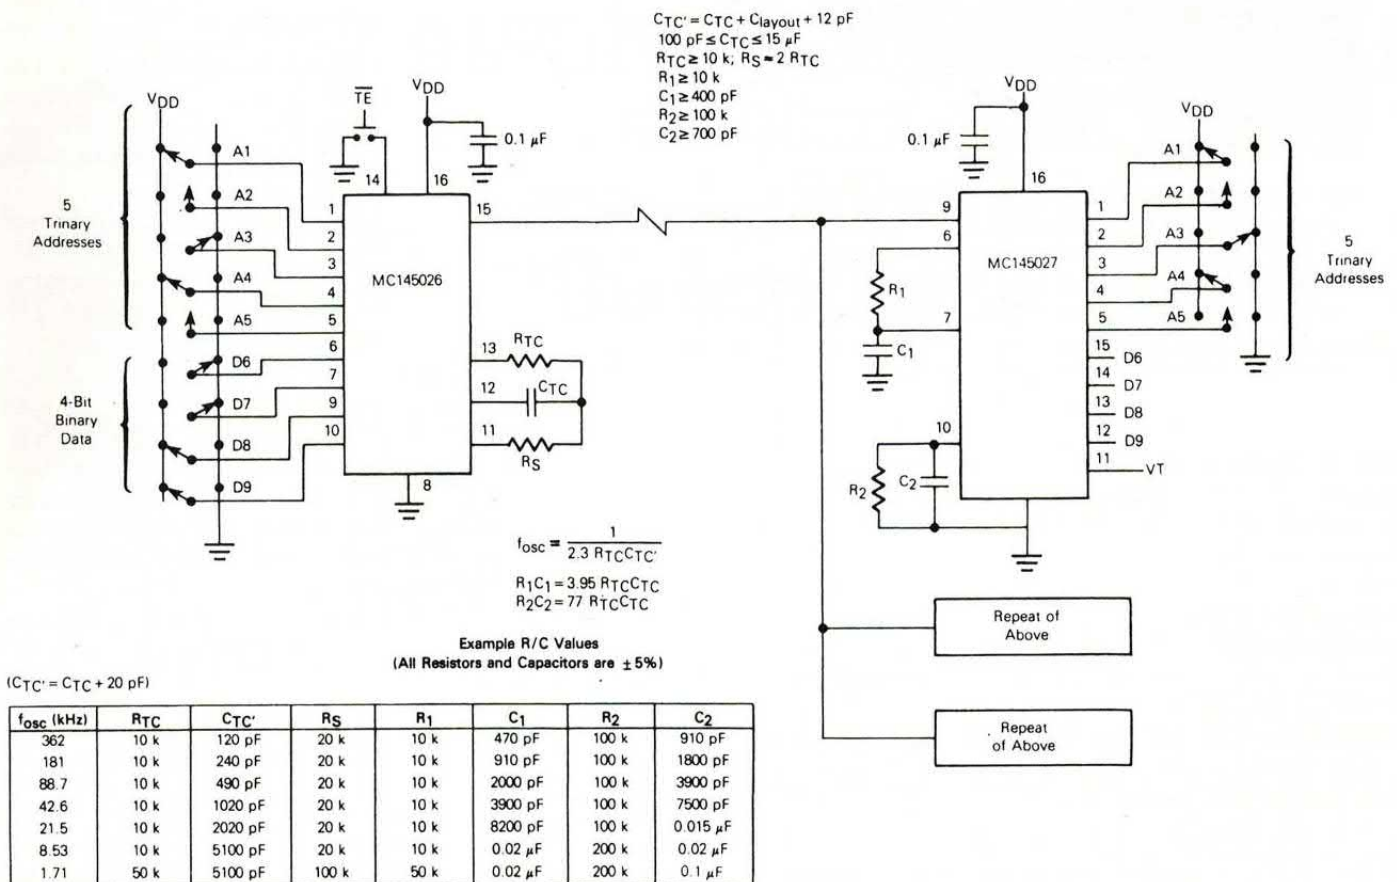 CTC' = CTC + Clayout + 12 pF
100 pF ≤ CTC ≤ 15 μF
RTC ≥ 10 k; RS ≈ 2 RTC
R1 ≥ 10 k
C1 ≥ 400 pF
R2 ≥ 100 k
C2 ≥ 700 pF
VDD
TE
VDD
0.1 μF
14
16
5
Trinary
Addresses
A1
A2
A3
A4
A5
4-Bit
Binary
Data
D6
D7
D8
D9
1
2
3
4
5
6
7
9
10
MC145026
15
13
12
11
8
RTC
CTC
RS
VDD
0.1 μF
16
9
6
7
10
R1
C1
R2
C2
MC145027
1
2
3
4
5
15
14
13
12
11
VDD
A1
A2
A3
A4
A5
D6
D7
D8
D9
VT
5
Trinary
Addresses
fosc = 1 / 2.3 RTCCTC'
R1C1 = 3.95 RTCCTC
R2C2 = 77 RTCCTC
Repeat of
Above
Repeat
of Above
Example R/C Values
(All Resistors and Capacitors are ±5%)
(CTC' = CTC + 20 pF)
fosc (kHz) RTC CTC' RS R1 C1 R2 C2
362 10 k 120 pF 20 k 10 k 470 pF 100 k 910 pF
181 10 k 240 pF 20 k 10 k 910 pF 100 k 1800 pF
88.7 10 k 490 pF 20 k 10 k 2000 pF 100 k 3900 pF
42.6 10 k 1020 pF 20 k 10 k 3900 pF 100 k 7500 pF
21.5 10 k 2020 pF 20 k 10 k 8200 pF 100 k 0.015 μF
8.53 10 k 5100 pF 20 k 10 k 0.02 μF 200 k 0.02 μF
1.71 50 k 5100 pF 100 k 50 k 0.02 μF 200 k 0.1 μF